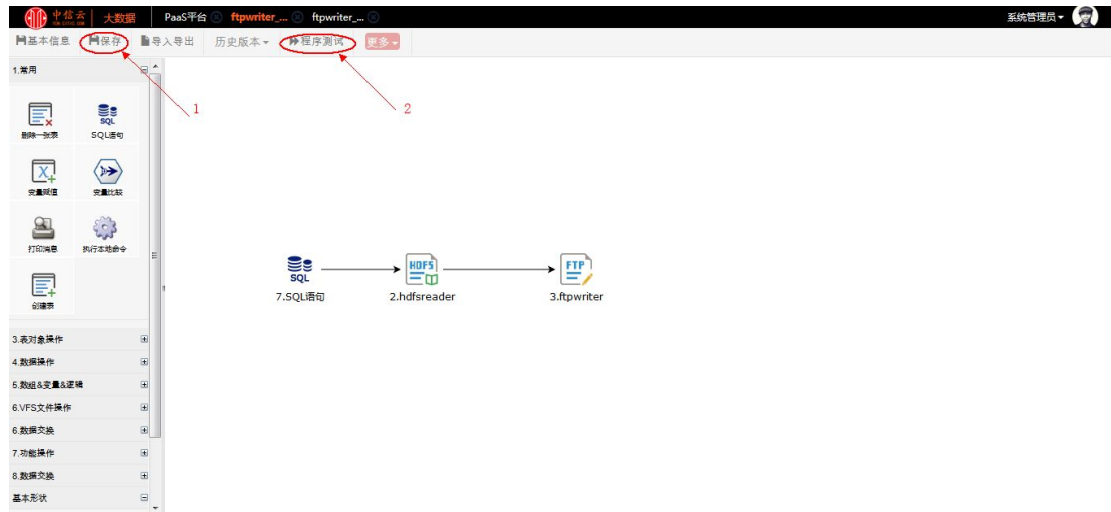 中信云 大数据 PaaS平台 ftpwriter_... ftpwriter_... 系统管理员
基本信息 保存 导入导出 历史版本 程序测试 更多
1.常用
1
2
删除一张表 SQL语句
变量赋值 变量比较
打印消息 执行本地命令
创建表
SQL HDFS FTP
7.SQL语句 2.hdfsreader 3.ftpwriter
3.表对象操作
4.数据操作
5.数组&变量&逻辑
6.VFS文件操作
6.数据交换
7.功能操作
8.数据交换
基本形状